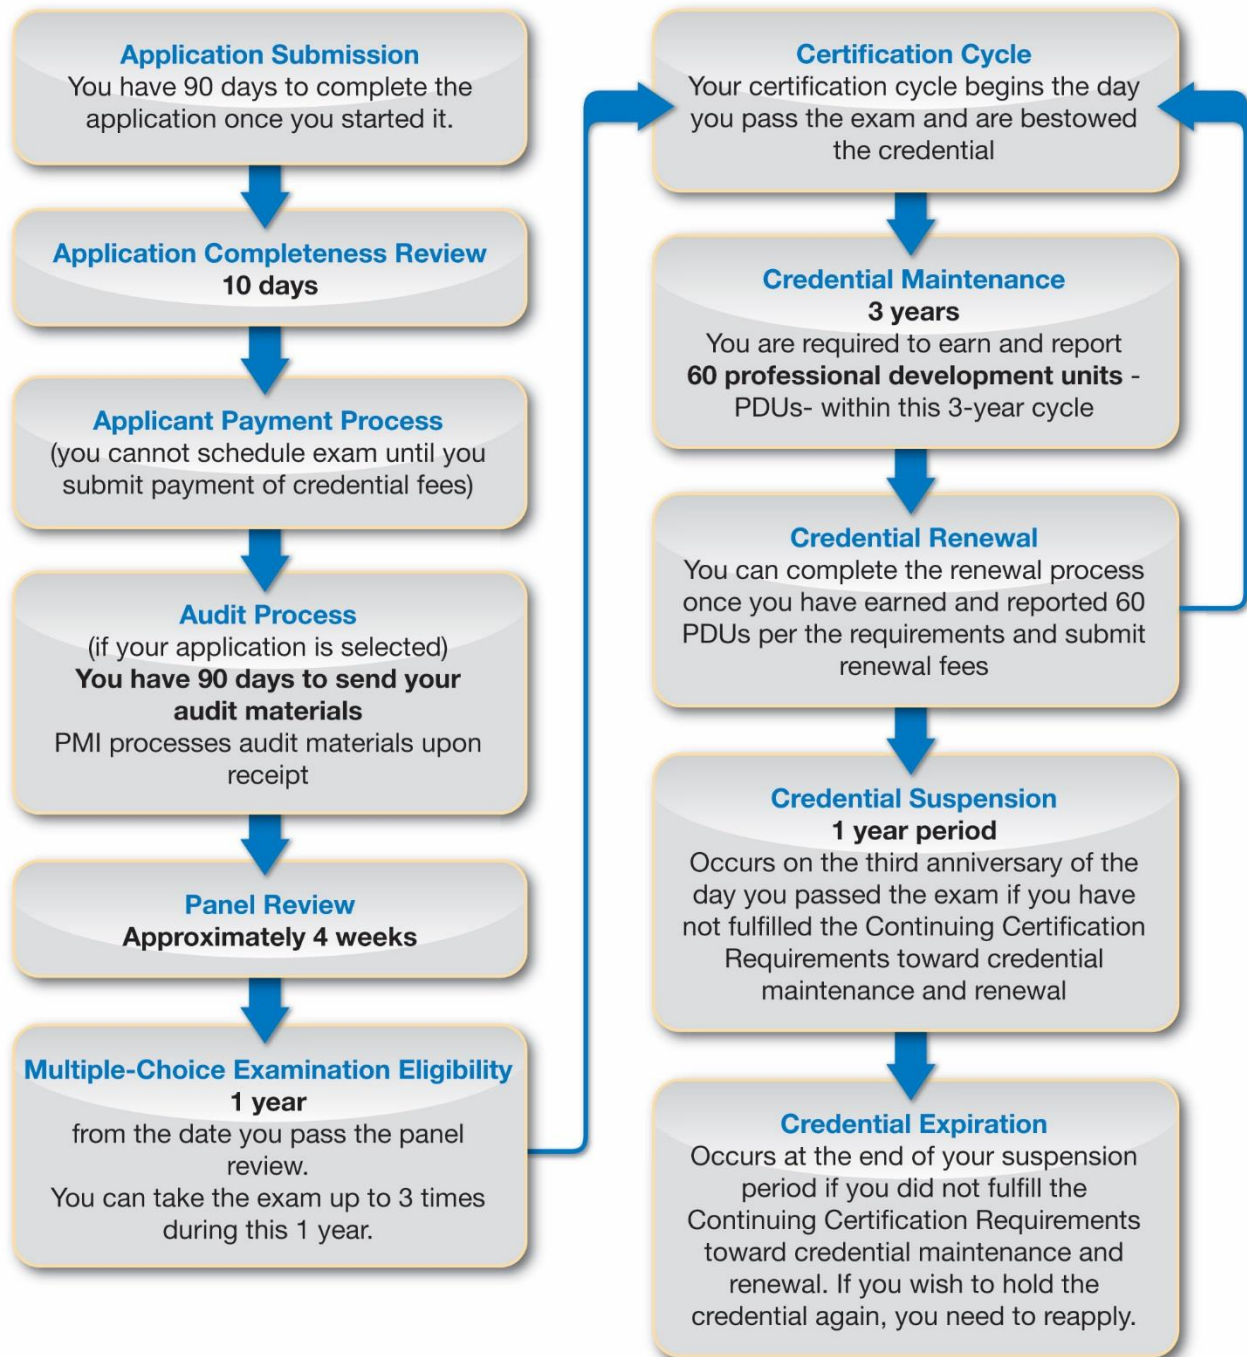 Application Submission
You have 90 days to complete the
application once you started it.
Application Completeness Review
10 days
Applicant Payment Process
(you cannot schedule exam until you
submit payment of credential fees)
Audit Process
(if your application is selected)
You have 90 days to send your
audit materials
PMI processes audit materials upon
receipt
Panel Review
Approximately 4 weeks
Multiple-Choice Examination Eligibility
1 year
from the date you pass the panel
review.
You can take the exam up to 3 times
during this 1 year.
Certification Cycle
Your certification cycle begins the day
you pass the exam and are bestowed
the credential
Credential Maintenance
3 years
You are required to earn and report
60 professional development units -
PDUs- within this 3-year cycle
Credential Renewal
You can complete the renewal process
once you have earned and reported 60
PDUs per the requirements and submit
renewal fees
Credential Suspension
1 year period
Occurs on the third anniversary of the
day you passed the exam if you have
not fulfilled the Continuing Certification
Requirements toward credential
maintenance and renewal
Credential Expiration
Occurs at the end of your suspension
period if you did not fulfill the
Continuing Certification Requirements
toward credential maintenance and
renewal. If you wish to hold the
credential again, you need to reapply.